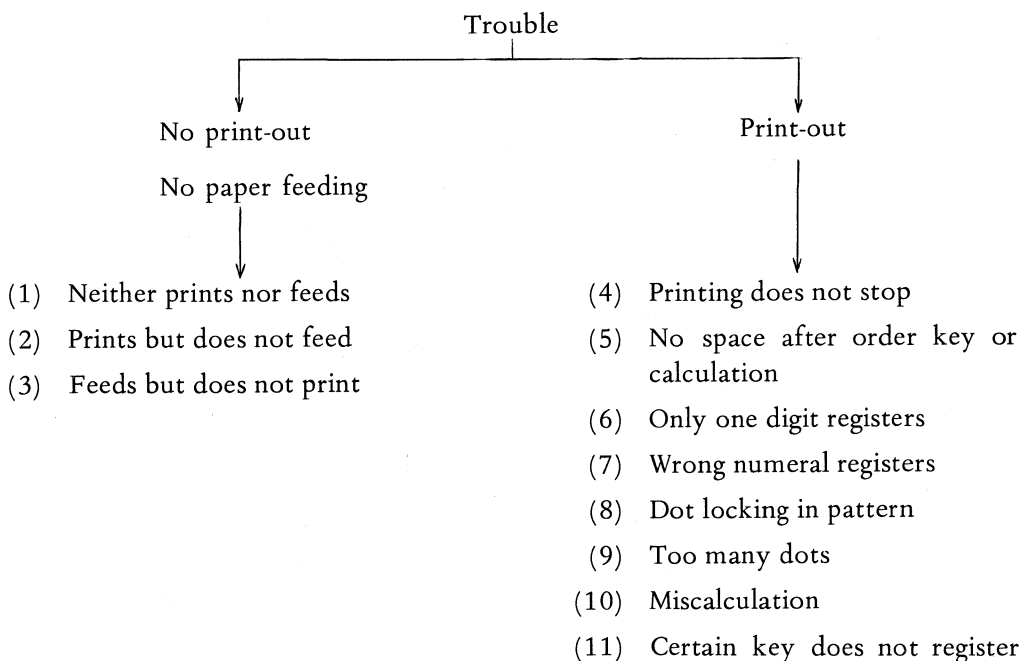 Trouble
No print-out
No paper feeding
(1) Neither prints nor feeds
(2) Prints but does not feed
(3) Feeds but does not print
Print-out
(4) Printing does not stop
(5) No space after order key or
calculation
(6) Only one digit registers
(7) Wrong numeral registers
(8) Dot locking in pattern
(9) Too many dots
(10) Miscalculation
(11) Certain key does not register